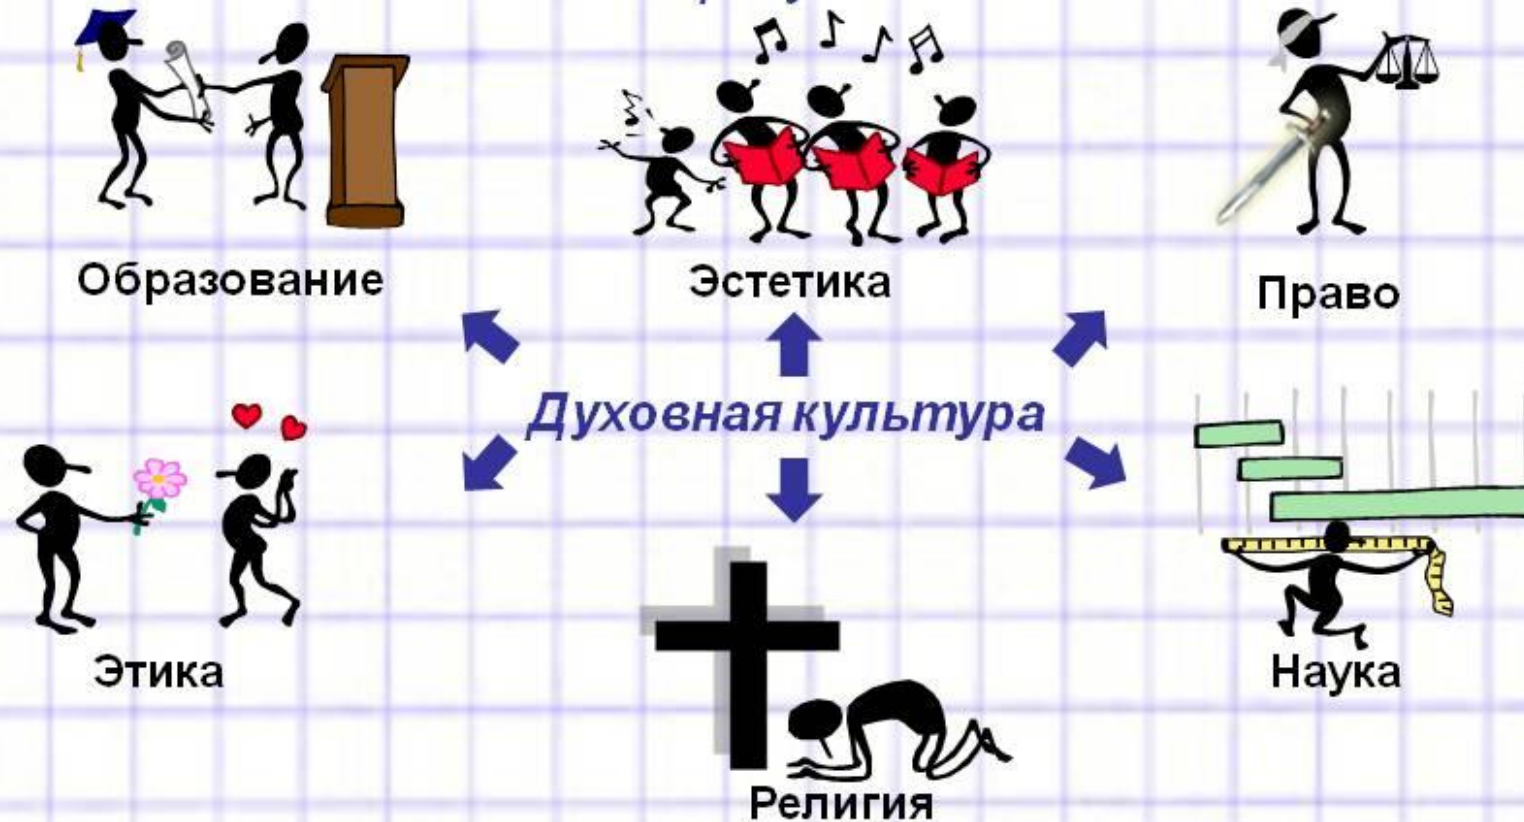 Образование
Эстетика
Право
Духовная культура
Этика
Наука
Религия